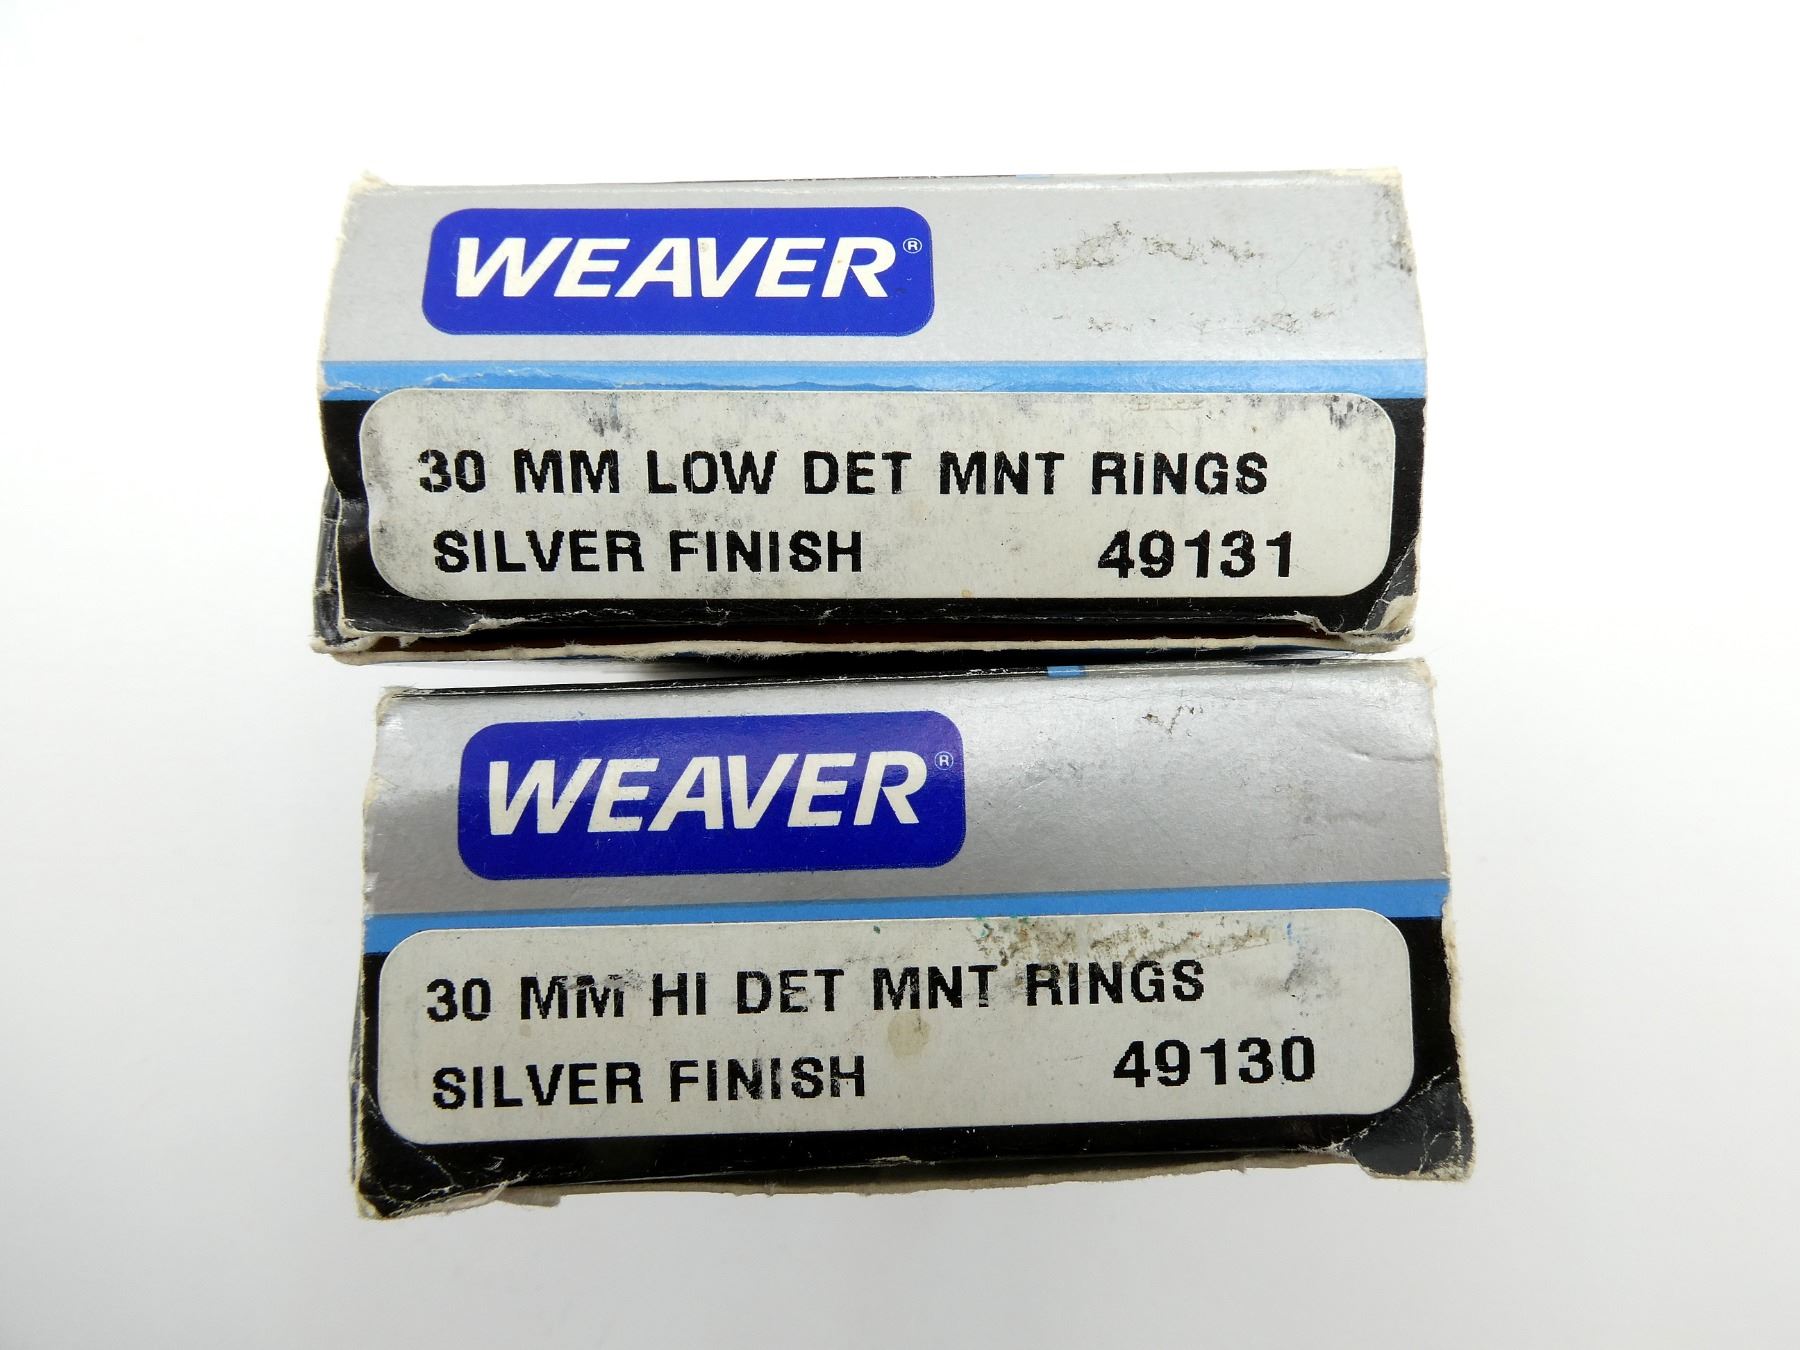 WEAVER®
30 MM LOW DET MNT RINGS
SILVER FINISH 49131
WEAVER®
30 MM HI DET MNT RINGS
SILVER FINISH 49130